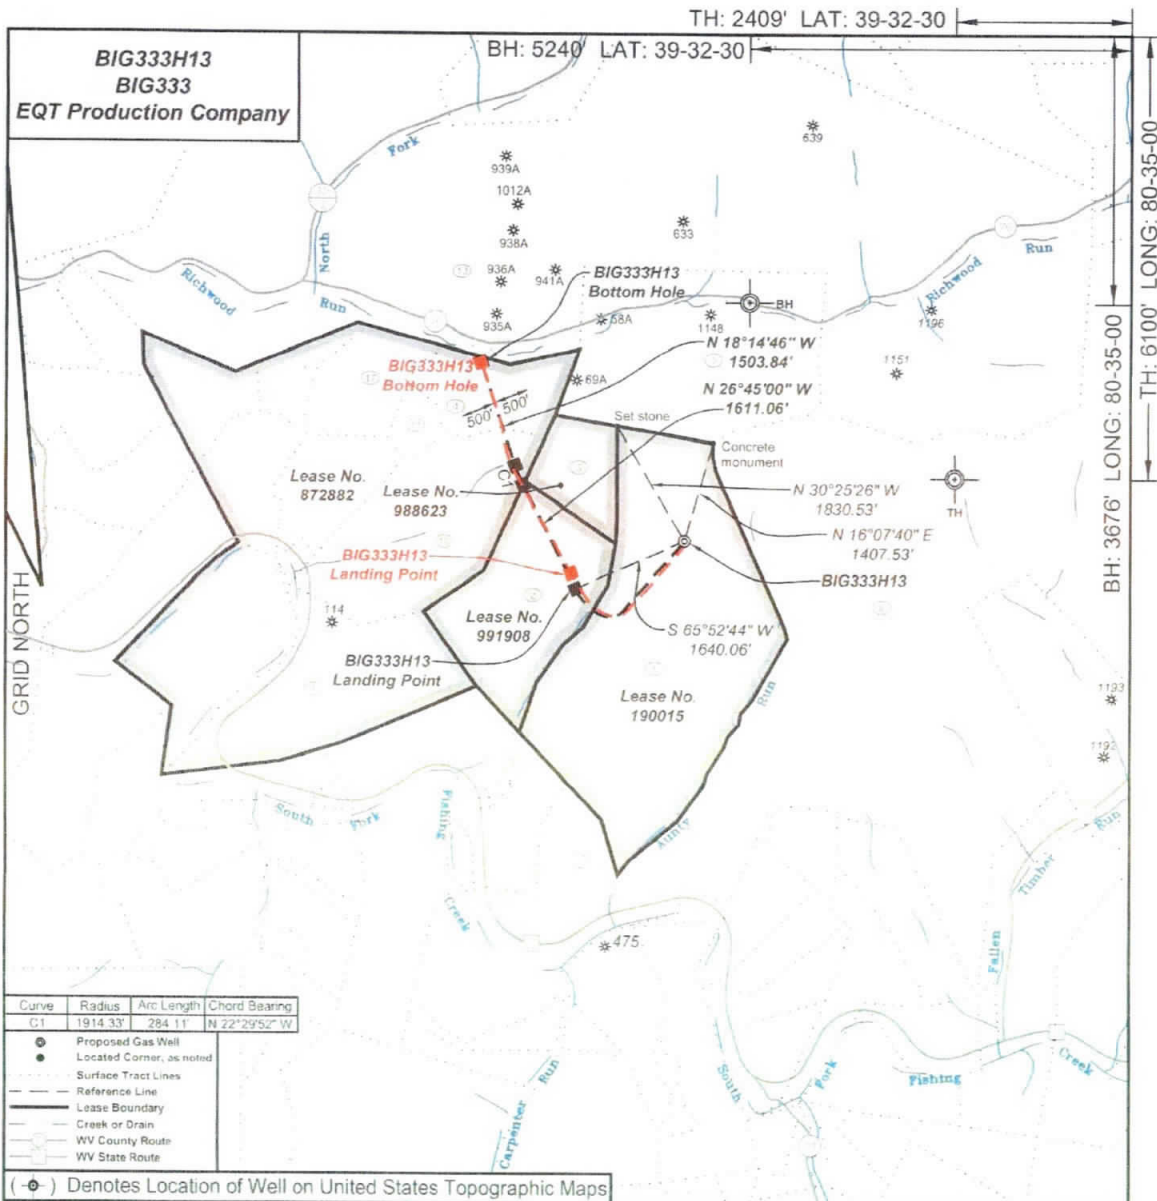 TH: 2409' LAT: 39-32-30
BH: 5240' LAT: 39-32-30
BIG333H13
BIG333
EQT Production Company
TH: 6100' LONG: 80-35-00
BH: 3676' LONG: 80-35-00
GRID NORTH
Fork
North
Richwood
Run
Richwood
Run
639
939A
1012A
938A
633
936A
941A
935A
58A
1148
BH
1196
1151
69A
BIG333H13
Bottom Hole
BIG333H13
Bottom Hole
N 18°14'46" W
1503.84'
N 26°45'00" W
1611.06'
500'
500'
Set stone
Concrete
monument
Lease No.
872882
Lease No.
988623
C1
N 30°25'26" W
1830.53'
TH
N 16°07'40" E
1407.53'
BIG333H13
BIG333H13
Landing Point
114
Lease No.
991908
S 65°52'44" W
1640.06'
BIG333H13
Landing Point
Lease No.
190015
Run
Aunty
1193
1192
South
Fork
Fishing
Creek
475
Run
Timber
Fallen
South
Fork
Fishing
Creek
Run
Carpenter
Curve Radius Arc Length Chord Bearing
C1 1914.33' 284.11' N 22°29'52" W
Proposed Gas Well
Located Corner, as noted
Surface Tract Lines
Reference Line
Lease Boundary
Creek or Drain
WV County Route
WV State Route
( ) Denotes Location of Well on United States Topographic Maps